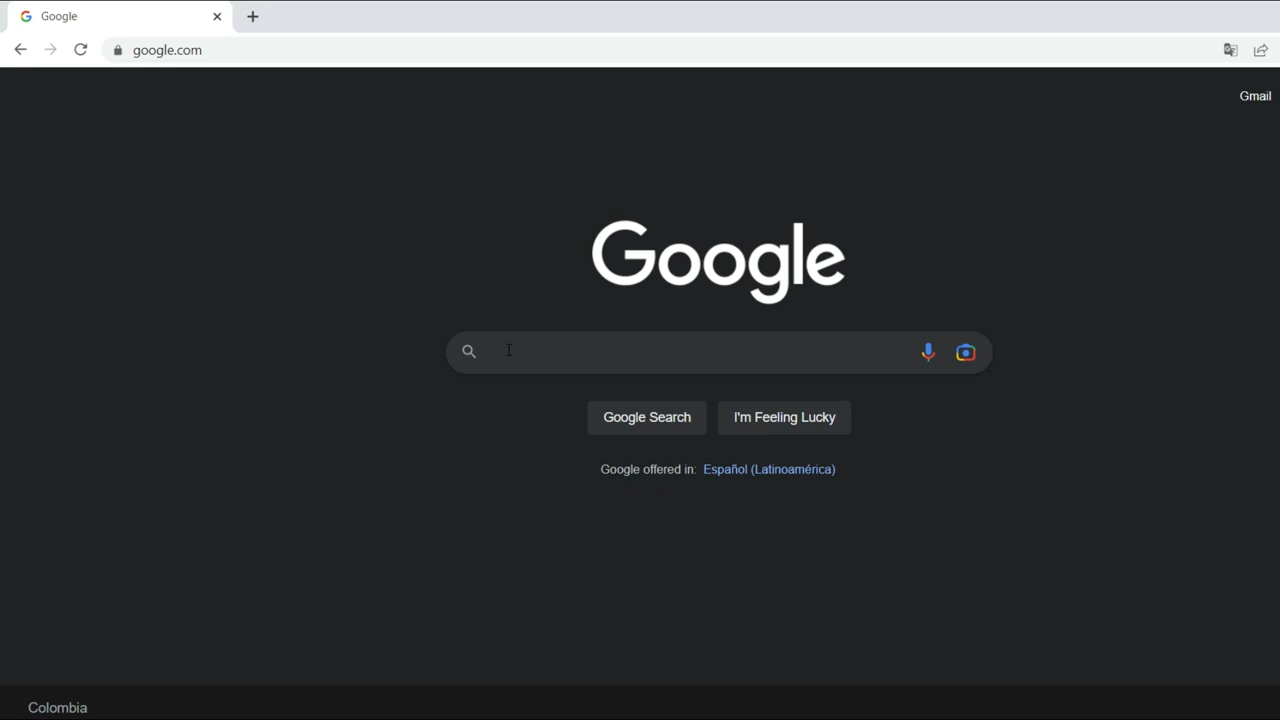 Google
google.com
Gmail
Google
Google Search
I'm Feeling Lucky
Google offered in: Español (Latinoamérica)
Colombia